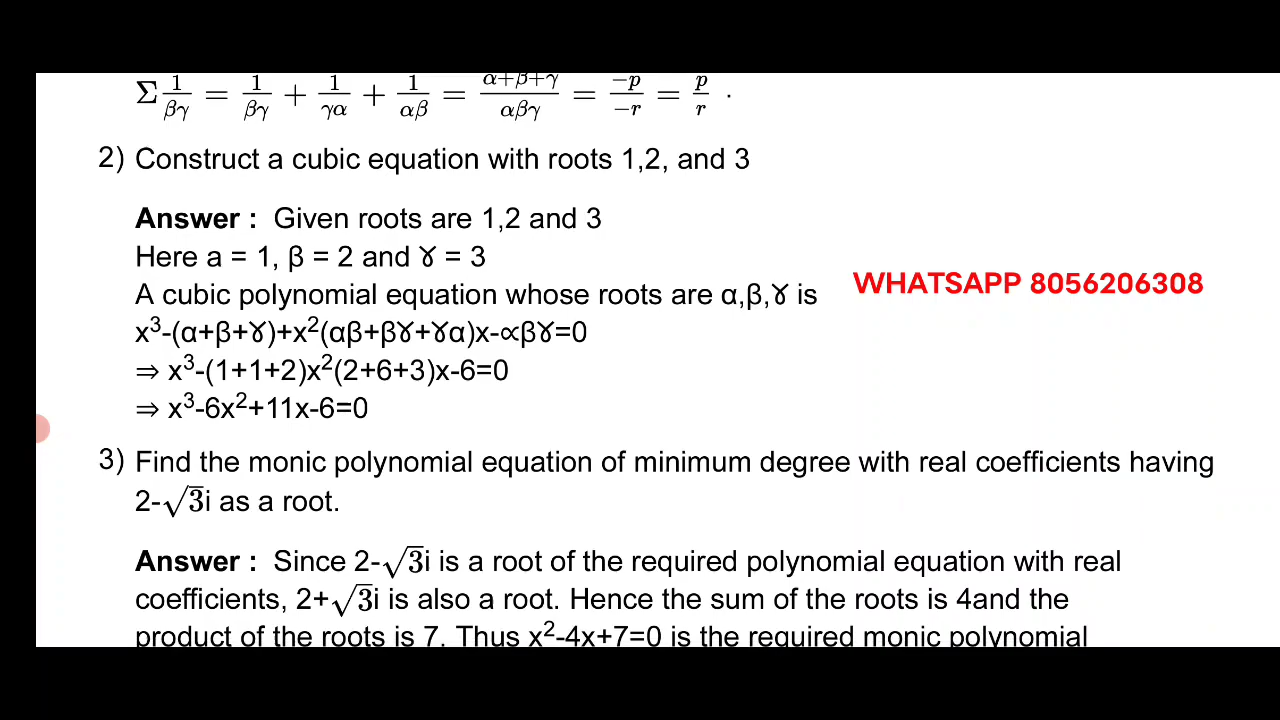 Σ 1/βγ = 1/βγ + 1/γα + 1/αβ = α+β+γ/αβγ = -p/-r = p/r .
2) Construct a cubic equation with roots 1,2, and 3
Answer : Given roots are 1,2 and 3
Here a = 1, β = 2 and ɤ = 3
A cubic polynomial equation whose roots are α,β,ɤ is
WHATSAPP 8056206308
x³-(α+β+ɤ)+x²(αβ+βɤ+ɤα)x-∝βɤ=0
⇒ x³-(1+1+2)x²(2+6+3)x-6=0
⇒ x³-6x²+11x-6=0
3) Find the monic polynomial equation of minimum degree with real coefficients having
2-√3i as a root.
Answer : Since 2-√3i is a root of the required polynomial equation with real
coefficients, 2+√3i is also a root. Hence the sum of the roots is 4and the
product of the roots is 7. Thus x²-4x+7=0 is the required monic polynomial